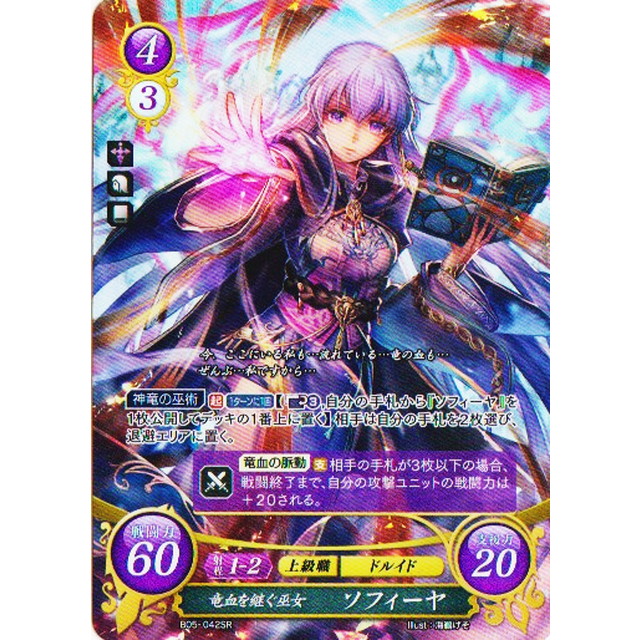 4
3
今、ここにいる私も…流れている…竜の血も…
ぜんぶ…私ですから…
神竜の巫術 起 1ターンに1回 【 3,自分の手札から『ソフィーヤ』を
1枚公開してデッキの1番上に置く】相手は自分の手札を2枚選び、
退避エリアに置く。
竜血の脈動 支 相手の手札が3枚以下の場合、
戦闘終了まで、自分の攻撃ユニットの戦闘力は
+20される。
戦闘力
60
射程 1-2 上級職 ドルイド
支援力
20
竜血を継ぐ巫女 ソフィーヤ
B05-042SR
Illust:海鵜げそ